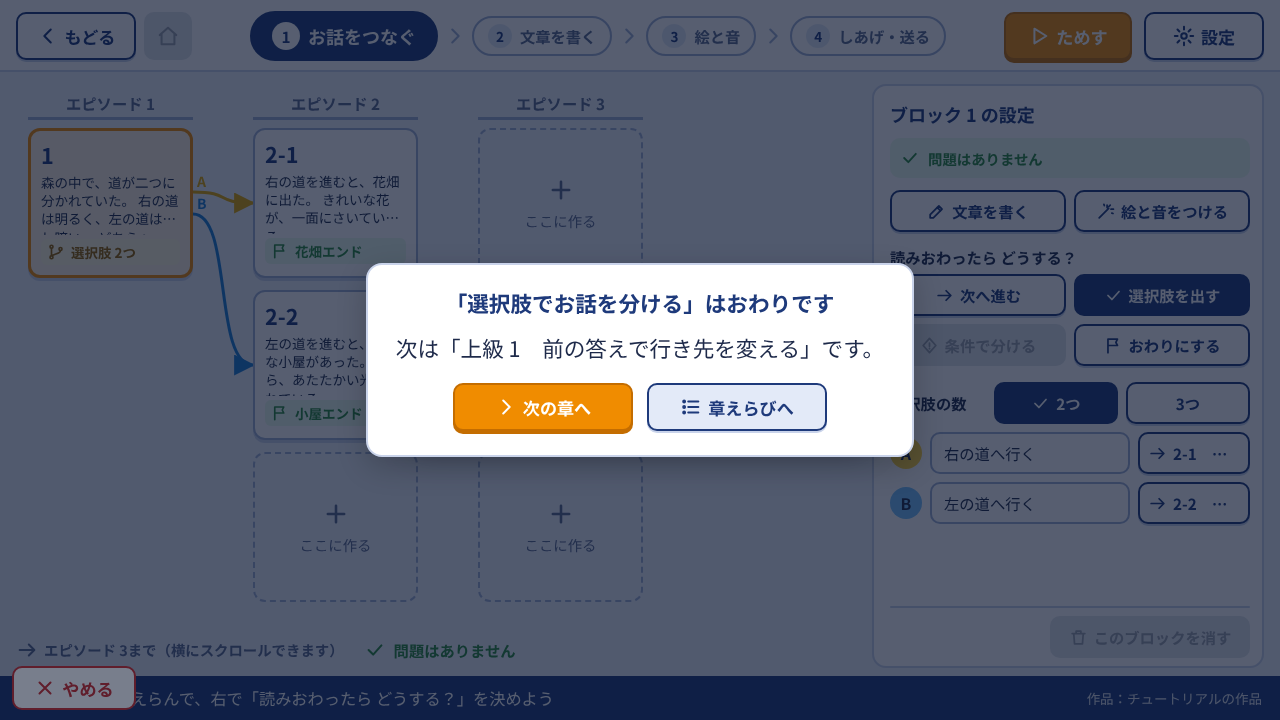 もどる
1 お話をつなぐ
2 文章を書く
3 絵と音
4 しあげ・送る
ためす
設定
エピソード 1
エピソード 2
エピソード 3
1
森の中で、道が二つに
分かれていた。 右の道
は明るく、左の道は…
選択肢 2つ
A
B
2-1
右の道を進むと、花畑
に出た。 きれいな花
が、一面にさいてい…
花畑エンド
ここに作る
2-2
左の道を進むと、
な小屋があった。
ら、あたたかい
小屋エンド
ここに作る
ここに作る
ブロック 1 の設定
問題はありません
文章を書く
絵と音をつける
読みおわったら どうする？
次へ進む
選択肢を出す
条件で分ける
おわりにする
択肢の数
2つ
3つ
A
右の道へ行く
2-1 …
B
左の道へ行く
2-2 …
このブロックを消す
「選択肢でお話を分ける」はおわりです
次は「上級 1　前の答えで行き先を変える」です。
次の章へ
章えらびへ
エピソード 3まで（横にスクロールできます）
問題はありません
やめる
えらんで、右で「読みおわったら どうする？」を決めよう
作品：チュートリアルの作品